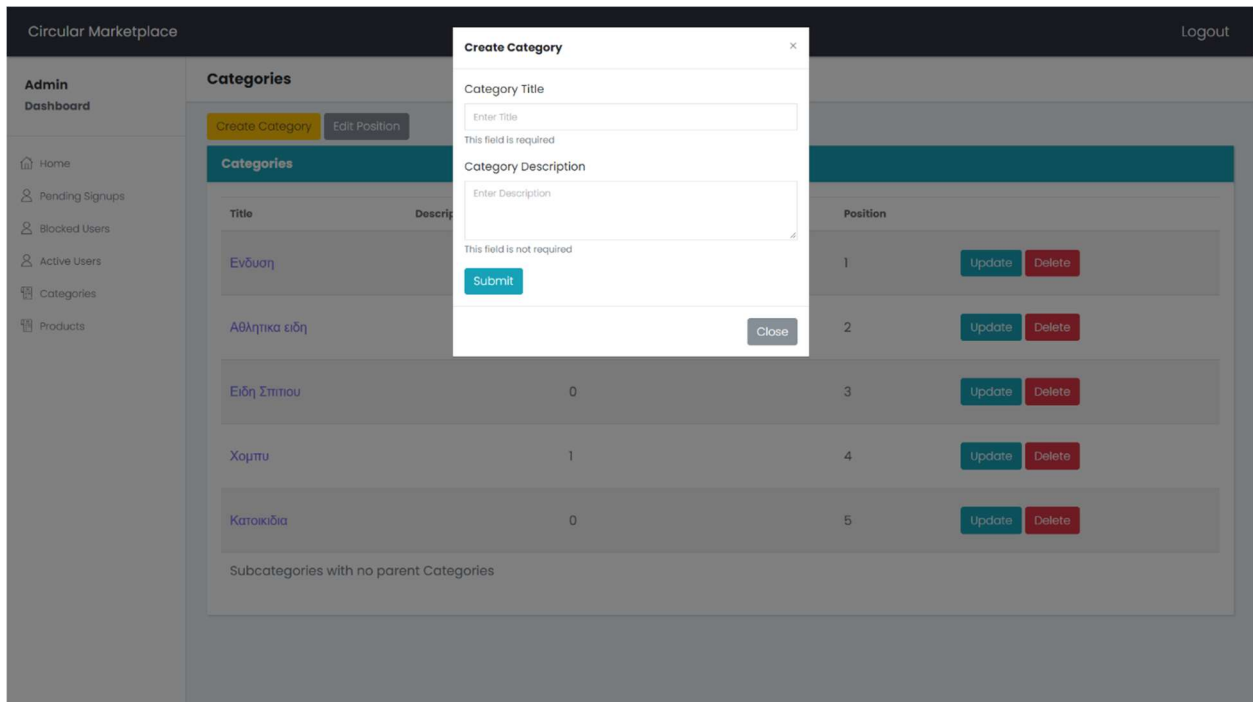 Circular Marketplace
Logout
Admin
Dashboard
Home
Pending Signups
Blocked Users
Active Users
Categories
Products
Categories
Create Category
Edit Position
Categories
Title Descrip Position
Ενδυση 1 Update Delete
Αθλητικα ειδη 2 Update Delete
Ειδη Σπιτιου 0 3 Update Delete
Χομπυ 1 4 Update Delete
Κατοικιδια 0 5 Update Delete
Subcategories with no parent Categories
Create Category ×
Category Title
Enter Title
This field is required
Category Description
Enter Description
This field is not required
Submit
Close